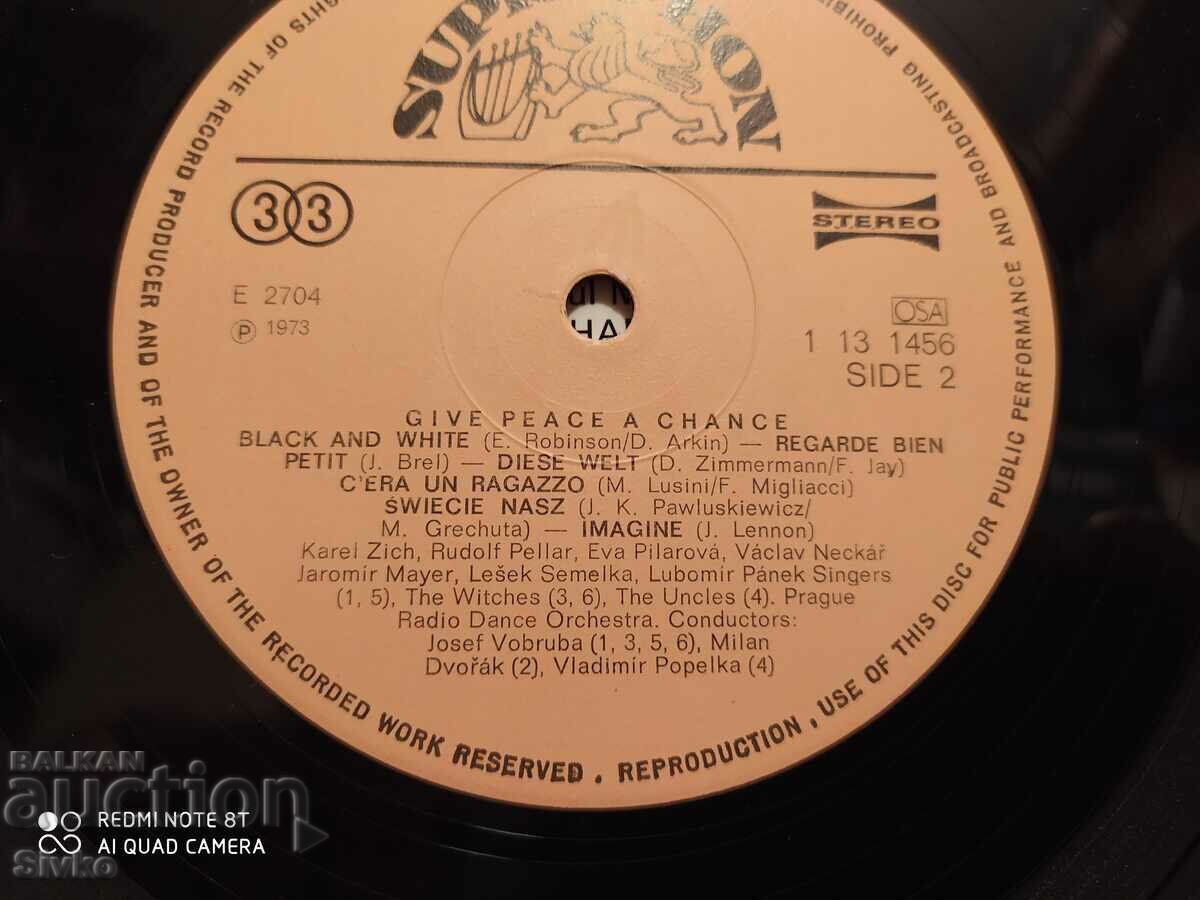 SUPRAPHON
GHTS OF THE RECORD PRODUCER AND OF THE OWNER OF THE RECORDED WORK RESERVED . REPRODUCTION , USE OF THIS DISC FOR PUBLIC PERFORMANCE AND BROADCASTING PROHIBI
33
STEREO
E 2704
Ⓟ 1973
OSA
1 13 1456
SIDE 2
GIVE PEACE A CHANCE
BLACK AND WHITE (E. Robinson/D. Arkin) — REGARDE BIEN
PETIT (J. Brel) — DIESE WELT (D. Zimmermann/F. Jay)
C'ERA UN RAGAZZO (M. Lusini/F. Migliacci)
ŚWIECIE NASZ (J. K. Pawluskiewicz/
M. Grechuta) — IMAGINE (J. Lennon)
Karel Zich, Rudolf Pellar, Eva Pilarová, Václav Neckář
Jaromír Mayer, Lešek Semelka, Lubomír Pánek Singers
(1, 5), The Witches (3, 6), The Uncles (4). Prague
Radio Dance Orchestra. Conductors:
Josef Vobruba (1, 3, 5, 6), Milan
Dvořák (2), Vladimír Popelka (4)
BALKAN
auction
REDMI NOTE 8T
AI QUAD CAMERA
Sivko